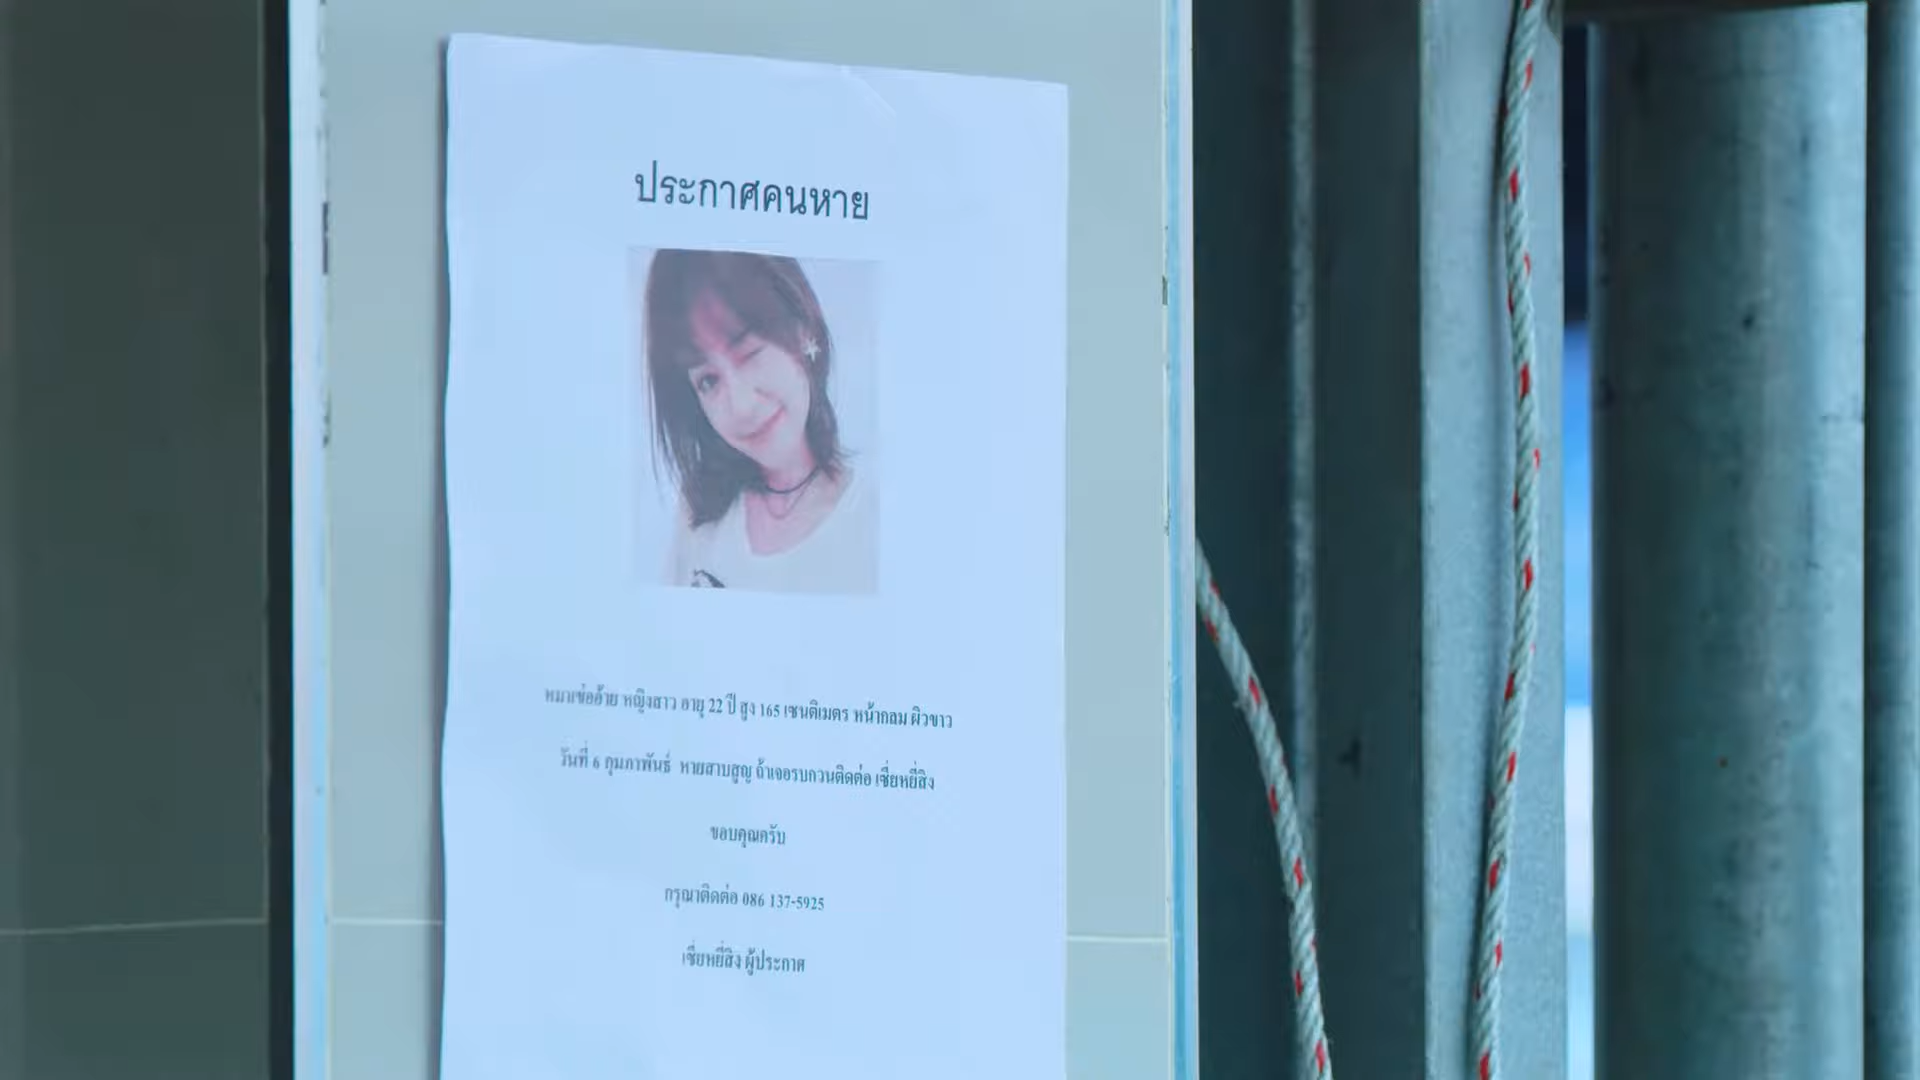 ประกาศคนหาย
หมาเซ่ออ้าย หญิงสาว อายุ 22 ปี สูง 165 เซนติเมตร หน้ากลม ผิวขาว
วันที่ 6 กุมภาพันธ์ หายสาบสูญ ถ้าเจอรบกวนติดต่อ เซี่ยหยี่สิง
ขอบคุณครับ
กรุณาติดต่อ 086 137-5925
เซี่ยหยี่สิง ผู้ประกาศ